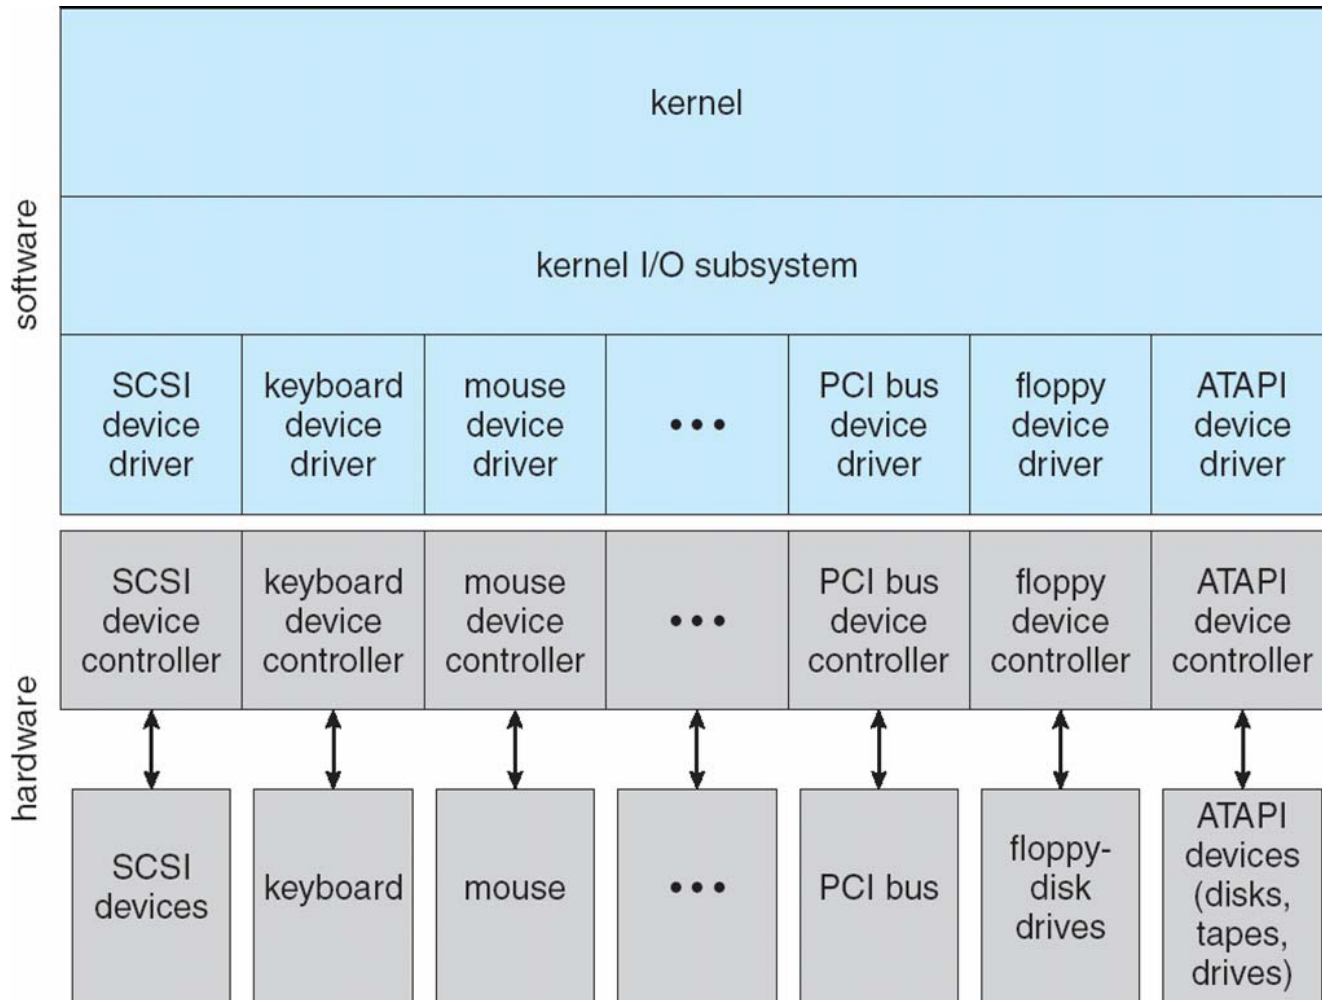 kernel
software
kernel I/O subsystem
SCSI
device
driver
keyboard
device
driver
mouse
device
driver
•••
PCI bus
device
driver
floppy
device
driver
ATAPI
device
driver
hardware
SCSI
device
controller
keyboard
device
controller
mouse
device
controller
•••
PCI bus
device
controller
floppy
device
controller
ATAPI
device
controller
SCSI
devices
keyboard
mouse
•••
PCI bus
floppy-
disk
drives
ATAPI
devices
(disks,
tapes,
drives)